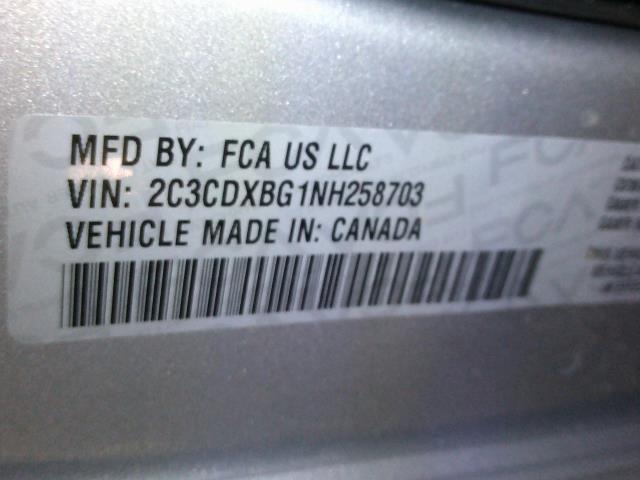 MFD BY: FCA US LLC
VIN: 2C3CDXBG1NH258703
VEHICLE MADE IN: CANADA